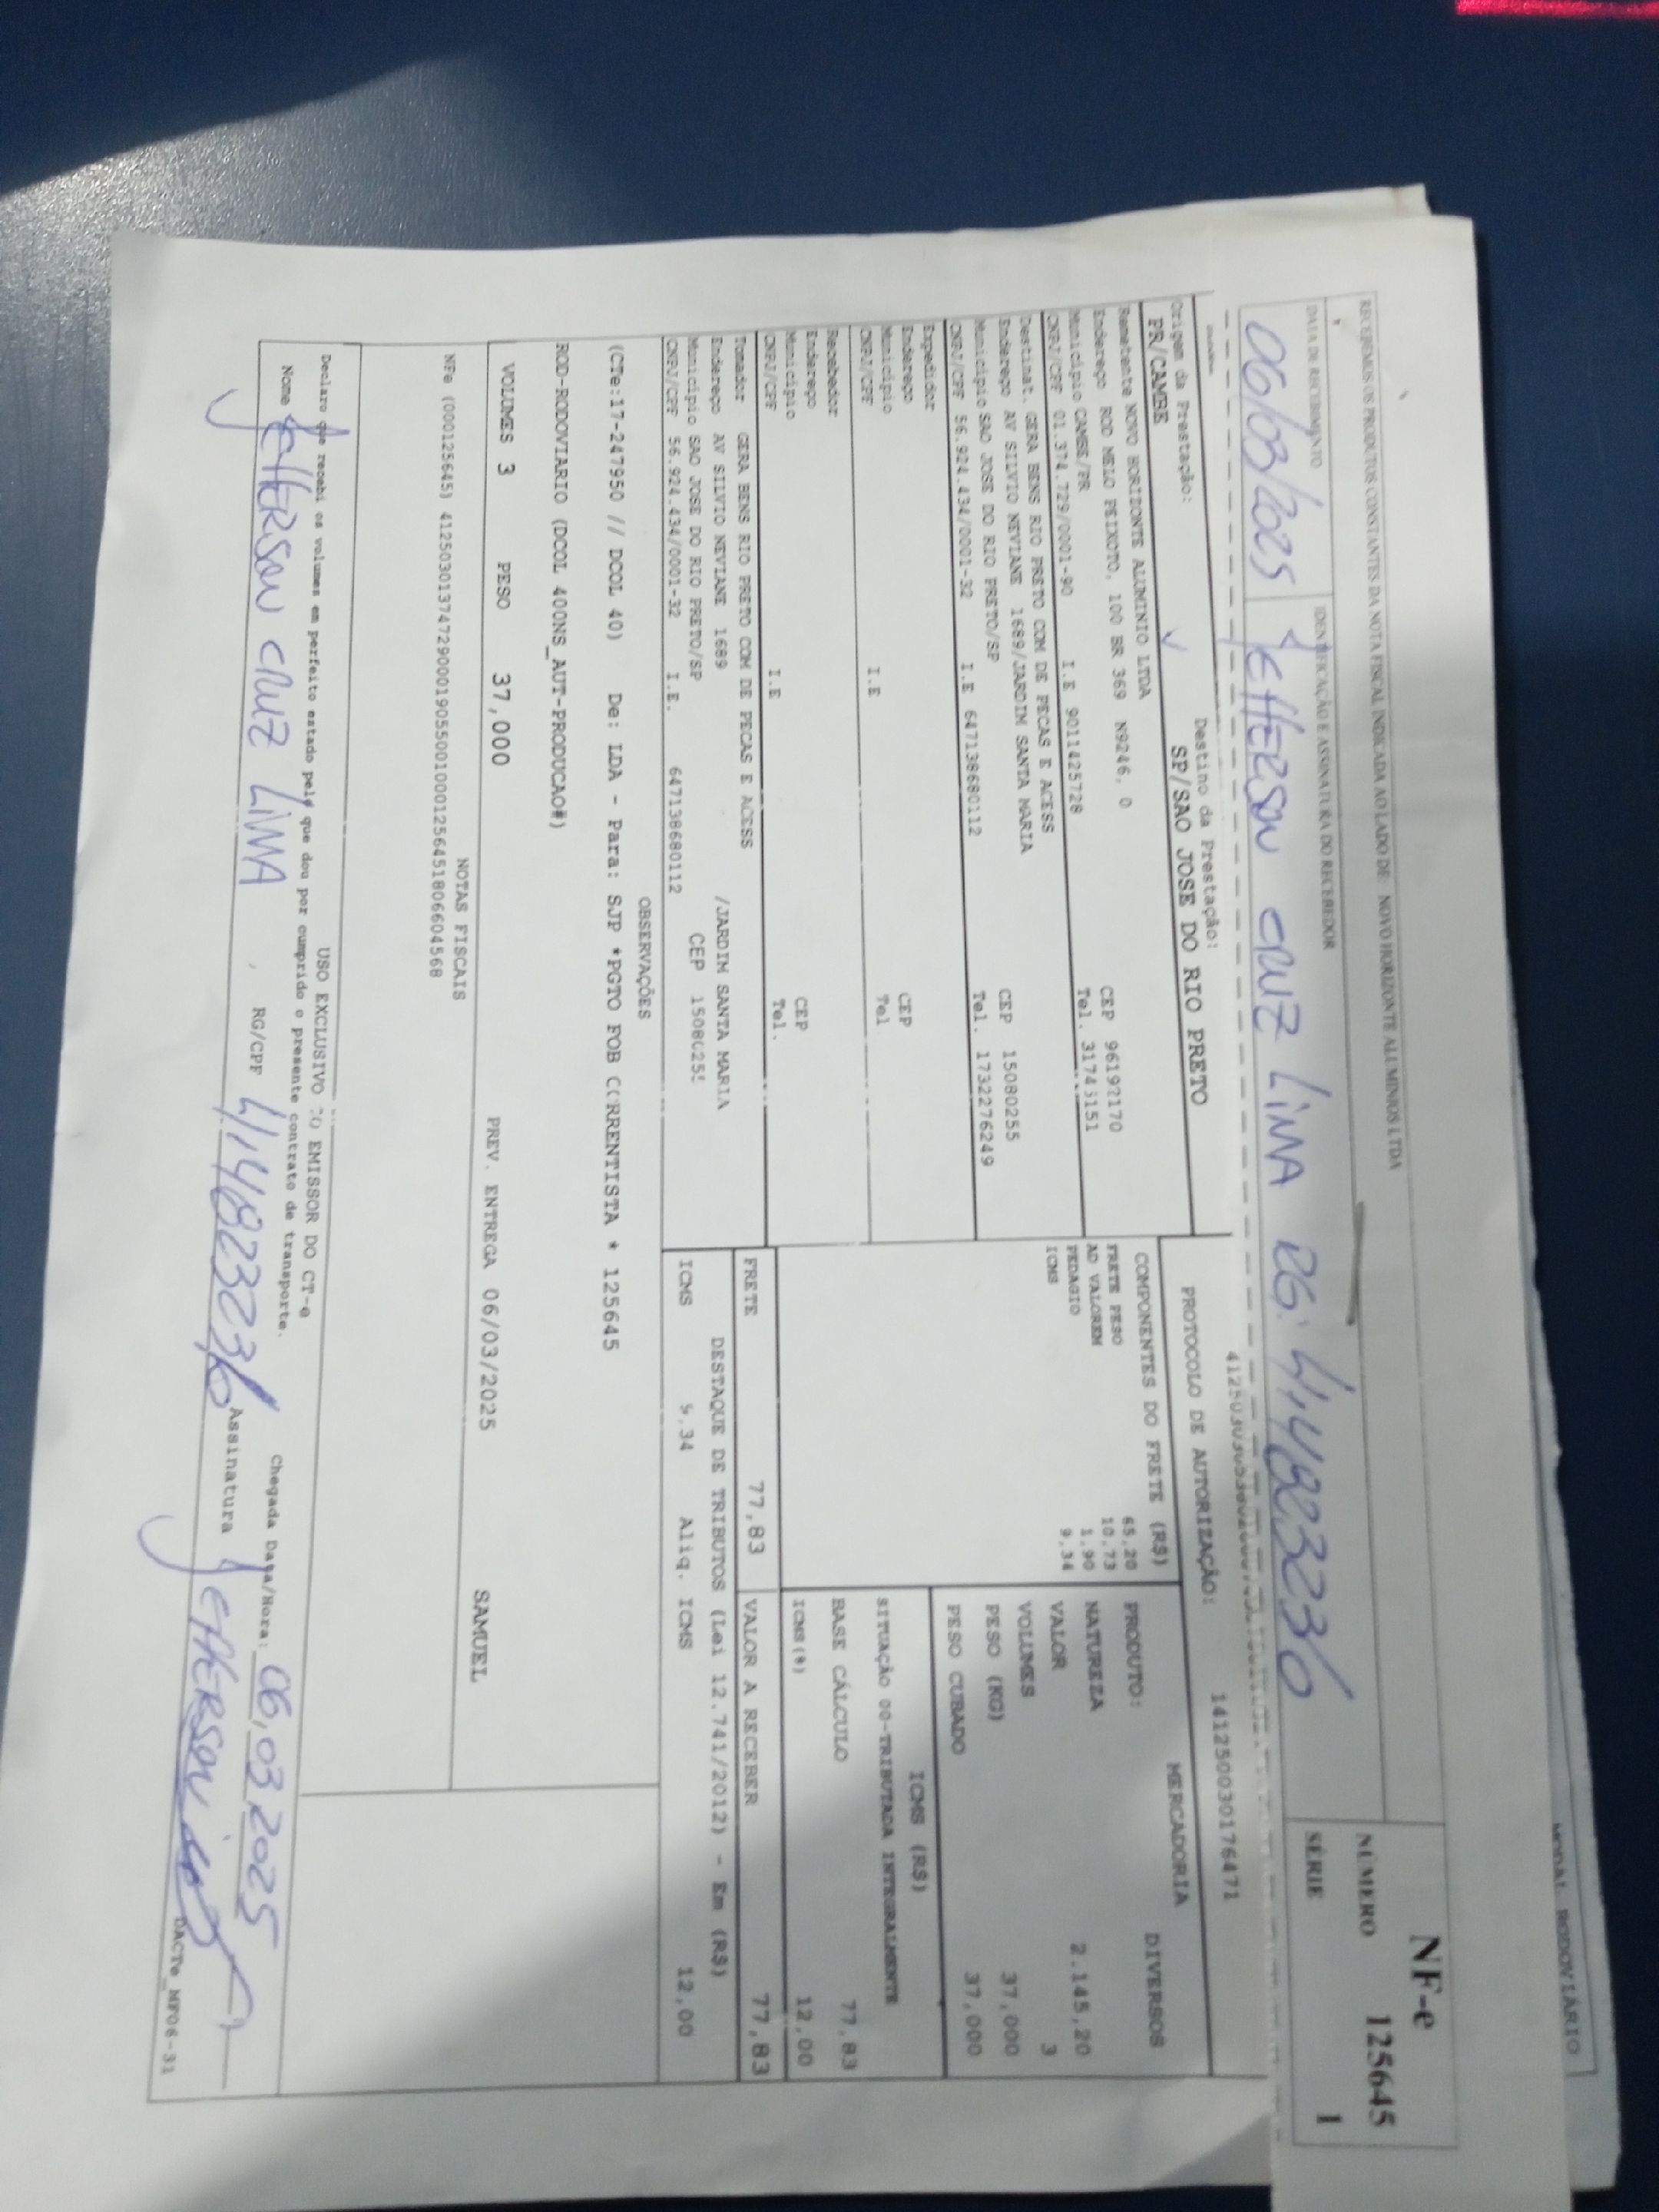 MODAL RODOVIÁRIO
RECEBEMOS OS PRODUTOS CONSTANTES DA NOTA FISCAL INDICADA AO LADO DE: NOVO HORIZONTE ALUMINIOS LTDA
NF-e
NÚMERO 125645
SÉRIE 1
DATA DE RECEBIMENTO
IDENTIFICAÇÃO E ASSINATURA DO RECEBEDOR
06/03/2025 Jefferson Cruz Lima RG: 414823236
PROTOCOLO DE AUTORIZAÇÃO: 141250030176471
Origem da Prestação: Destino da Prestação:
PR/CAMBE SP/SAO JOSE DO RIO PRETO
Remetente NOVO HORIZONTE ALUMINIO LTDA
Endereço ROD MELO PEIXOTO, 100 BR 369 N9246, 0 CEP 96192170
Município CAMBE/PR Tel.
CNPJ/CPF 01.374.729/0001-90 I.E 9011425728
Destinat. GERA BENS RIO PRETO COM DE PECAS E ACESS
Endereço AV SILVIO NEVIANE 1689/JARDIM SANTA MARIA CEP 15080255
Município SAO JOSE DO RIO PRETO/SP Tel. 1732276249
CNPJ/CPF 56.924.434/0001-32 I.E 647138680112
Expedidor
Endereço CEP
Município Tel
CNPJ/CPF I.E
Recebedor
Endereço CEP
Município Tel.
CNPJ/CPF I.E
Tomador GERA BENS RIO PRETO COM DE PECAS E ACESS
Endereço AV SILVIO NEVIANE 1689 /JARDIM SANTA MARIA
Município SAO JOSE DO RIO PRETO/SP CEP
CNPJ/CPF 56.924.434/0001-32 I.E. 647138680112
COMPONENTES DO FRETE (R$)
FRETE PESO 65,20
AD VALOREM 10,73
PEDAGIO 1,90
ICMS 9,34
MERCADORIA
PRODUTO: DIVERSOS
NATUREZA
VALOR 2.145,20
VOLUMES 3
PESO (KG) 37,000
PESO CUBADO 37,000
ICMS (R$)
SITUAÇÃO 00-TRIBUTADA INTEGRALMENTE
BASE CÁLCULO 77,83
ICMS(%) 12,00
FRETE 77,83 VALOR A RECEBER 77,83
DESTAQUE DE TRIBUTOS (Lei 12.741/2012) - Em (R$)
ICMS 9,34 Aliq. ICMS 12,00
OBSERVAÇÕES
(CTe:17-247950 // DCOL 40) De: LDA - Para: SJP *PGTO FOB CORRENTISTA * 125645
ROD-RODOVIARIO (DCOL 400NS_AUT-PRODUCAO#)
VOLUMES 3 PESO 37,000 PREV. ENTREGA 06/03/2025 SAMUEL
NOTAS FISCAIS
NFe (000125645) 41250301374729000190550010001256451806604568
USO EXCLUSIVO DO EMISSOR DO CT-e
Declaro que recebi os volumes em perfeito estado pelo que dou por cumprido o presente contrato de transporte.
Nome Jefferson Cruz Lima , RG/CPF 414823236 Chegada Data/Hora: 06,03,2025
Assinatura Jefferson
DACTe_MF06-31